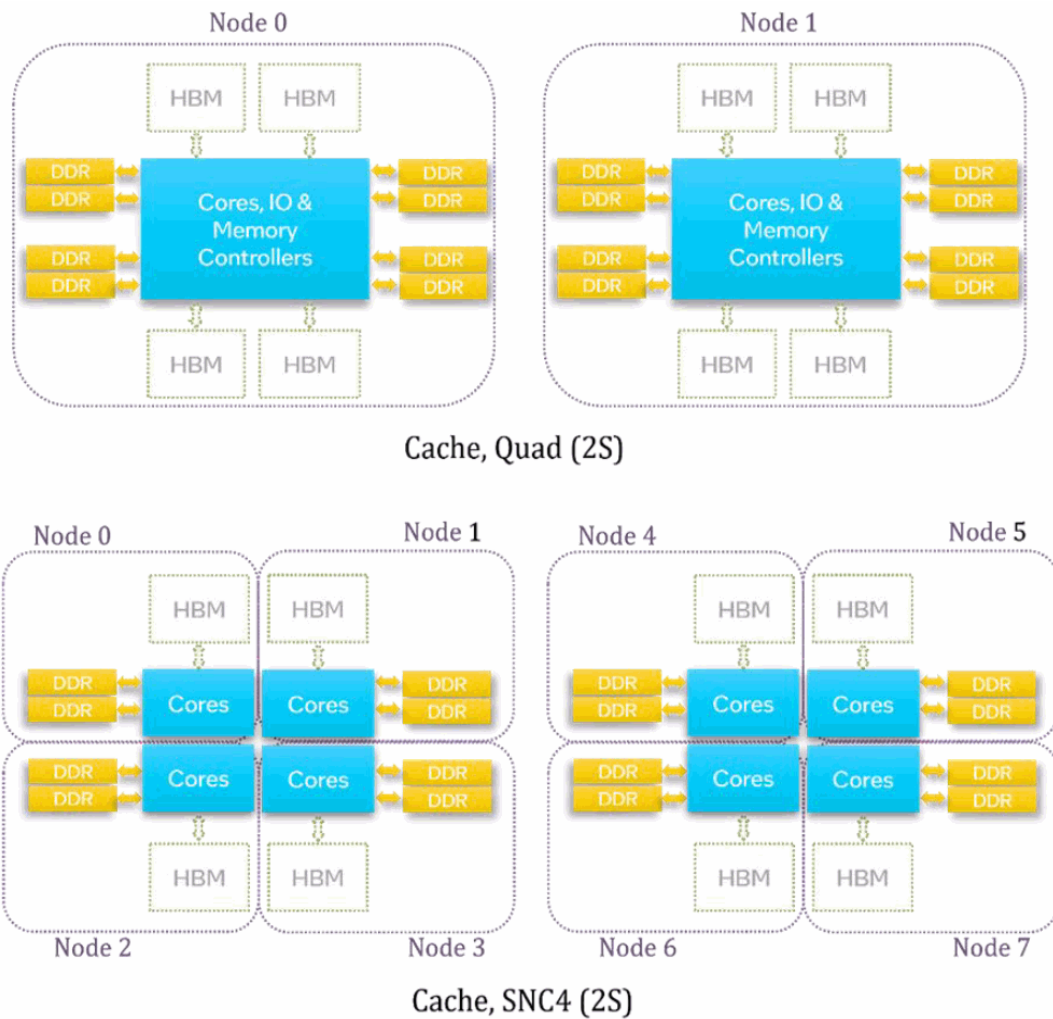 Node 0
Node 1
HBM HBM
HBM HBM
DDR
DDR
DDR
DDR
Cores, IO &
Memory
Controllers
DDR
DDR
DDR
DDR
DDR
DDR
DDR
DDR
Cores, IO &
Memory
Controllers
DDR
DDR
DDR
DDR
HBM HBM
HBM HBM
Cache, Quad (2S)
Node 0
Node 1
Node 4
Node 5
HBM HBM
HBM HBM
DDR
DDR
Cores
Cores
DDR
DDR
DDR
DDR
Cores
Cores
DDR
DDR
DDR
DDR
Cores
Cores
DDR
DDR
DDR
DDR
Cores
Cores
DDR
DDR
HBM HBM
HBM HBM
Node 2
Node 3
Node 6
Node 7
Cache, SNC4 (2S)